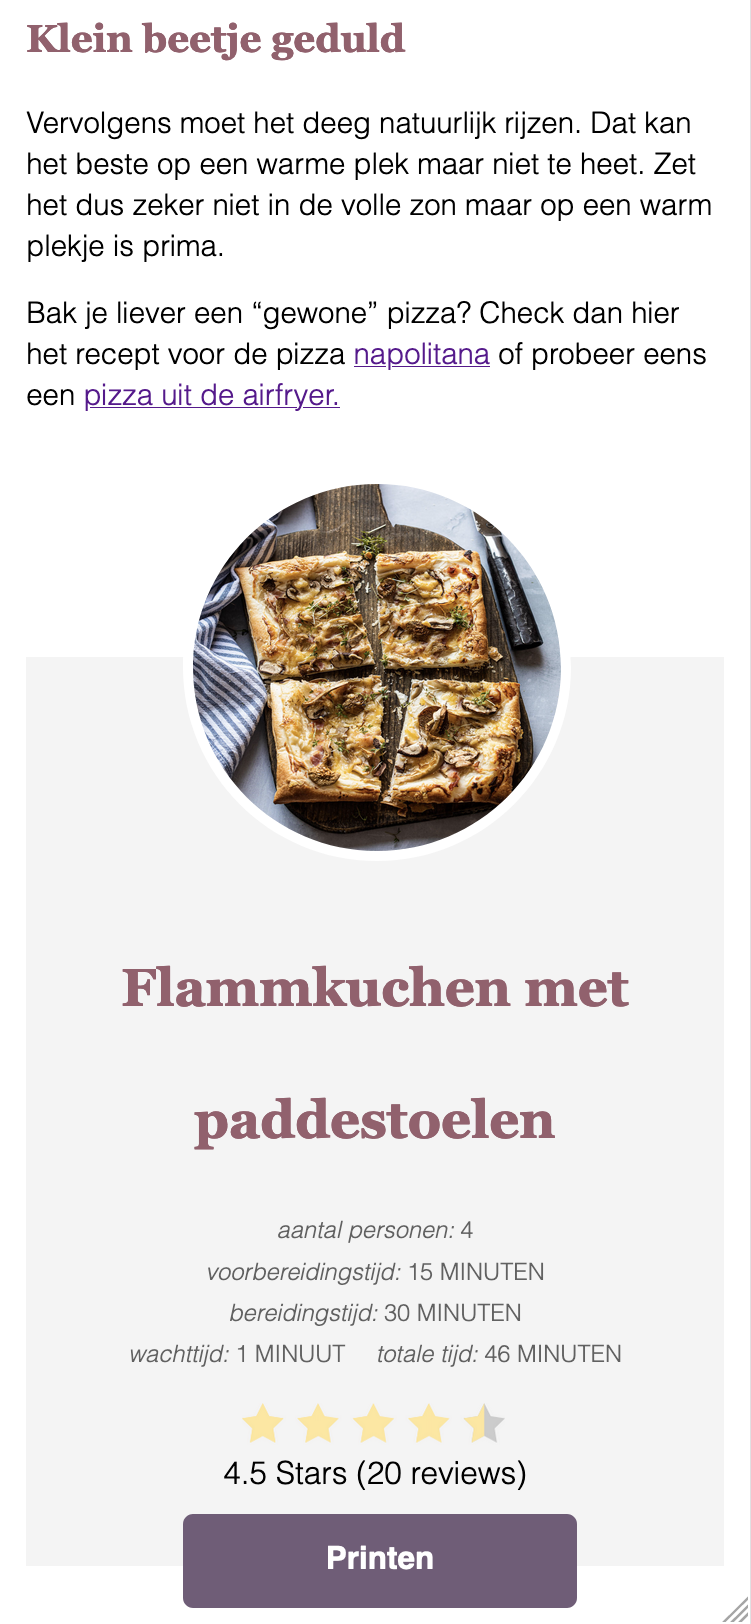 Klein beetje geduld
Vervolgens moet het deeg natuurlijk rijzen. Dat kan
het beste op een warme plek maar niet te heet. Zet
het dus zeker niet in de volle zon maar op een warm
plekje is prima.
Bak je liever een “gewone” pizza? Check dan hier
het recept voor de pizza napolitana of probeer eens
een pizza uit de airfryer.
Flammkuchen met
paddestoelen
aantal personen: 4
voorbereidingstijd: 15 MINUTEN
bereidingstijd: 30 MINUTEN
wachttijd: 1 MINUUT totale tijd: 46 MINUTEN
4.5 Stars (20 reviews)
Printen